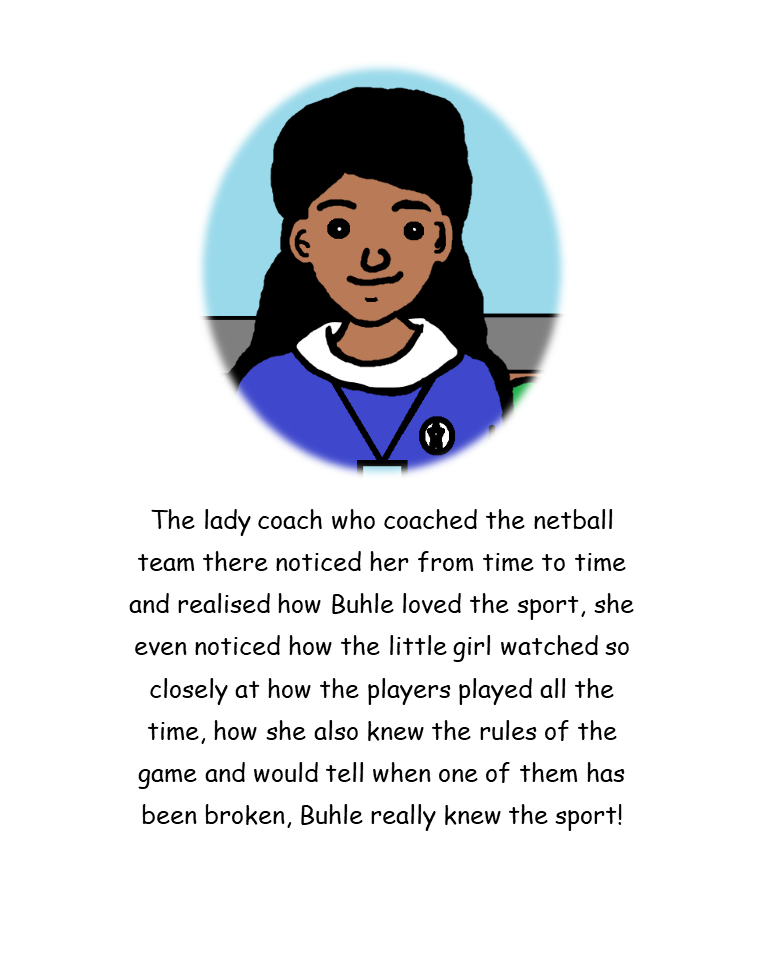 The lady coach who coached the netball
team there noticed her from time to time
and realised how Buhle loved the sport, she
even noticed how the little girl watched so
closely at how the players played all the
time, how she also knew the rules of the
game and would tell when one of them has
been broken, Buhle really knew the sport!